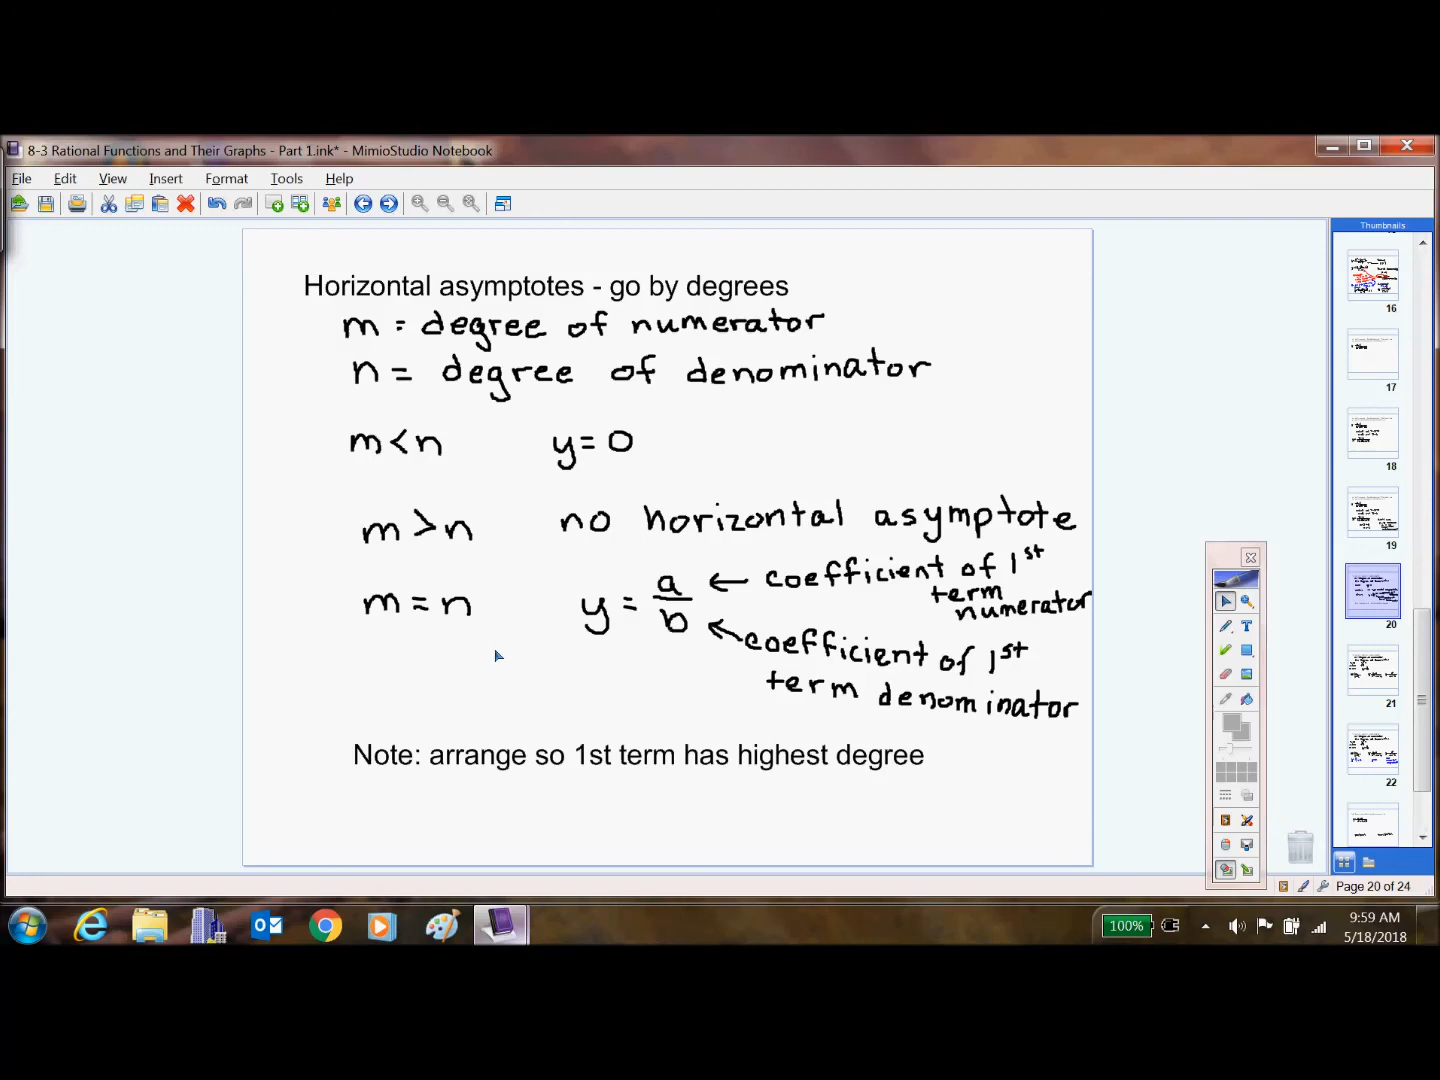 8-3 Rational Functions and Their Graphs - Part 1.ink* - MimioStudio Notebook
File Edit View Insert Format Tools Help
Thumbnails
Horizontal asymptotes - go by degrees
m = degree of numerator
n = degree of denominator
m < n y = 0
m > n no horizontal asymptote
m = n y = a/b ← coefficient of 1st
term
numerator
← coefficient of 1st
term denominator
Note: arrange so 1st term has highest degree
16
17
18
19
20
21
22
Page 20 of 24
100%
9:59 AM
5/18/2018